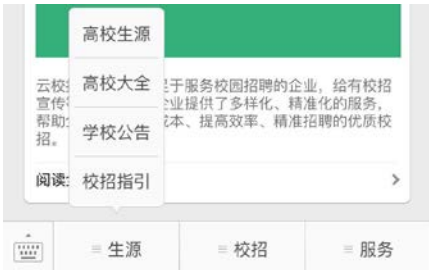 高校生源
高校大全
学校公告
校招指引
云校
于服务校园招聘的企业，给有校招
宣传
企业提供了多样化、精准化的服务，
帮助
成本、提高效率、精准招聘的优质校
招。
阅读
生源
校招
服务